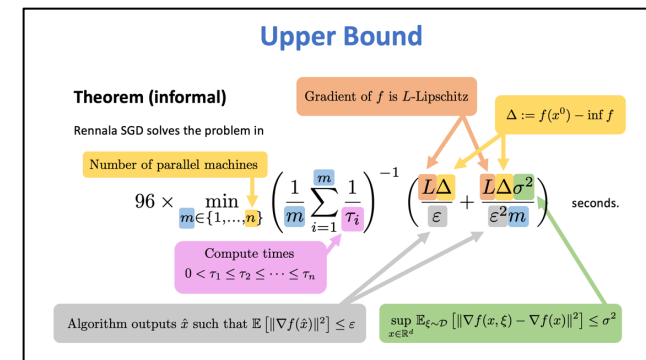 Upper Bound
Theorem (informal)
Gradient of f is L-Lipschitz
Δ := f(x⁰) − inf f
Rennala SGD solves the problem in
Number of parallel machines
96 × min_{m∈{1,...,n}} (1/m ∑_{i=1}^{m} 1/τ_i)^{−1} (LΔ/ε + LΔσ²/(ε²m)) seconds.
Compute times
0 < τ₁ ≤ τ₂ ≤ ⋯ ≤ τₙ
Algorithm outputs x̂ such that 𝔼 [‖∇f(x̂)‖²] ≤ ε
sup_{x∈ℝ^d} 𝔼_{ξ∼𝒟} [‖∇f(x, ξ) − ∇f(x)‖²] ≤ σ²